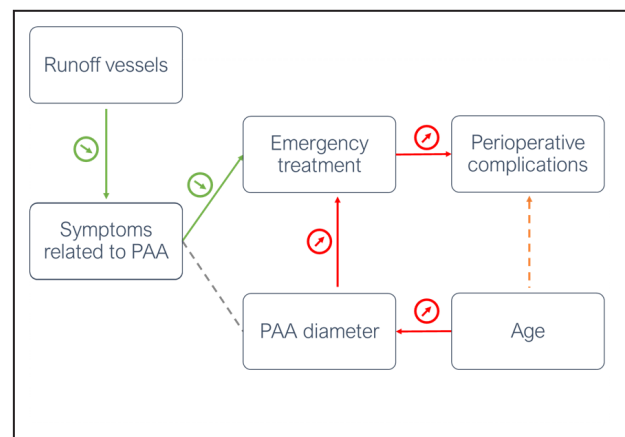 Runoff vessels
Emergency
treatment
Perioperative
complications
Symptoms
related to PAA
PAA diameter
Age